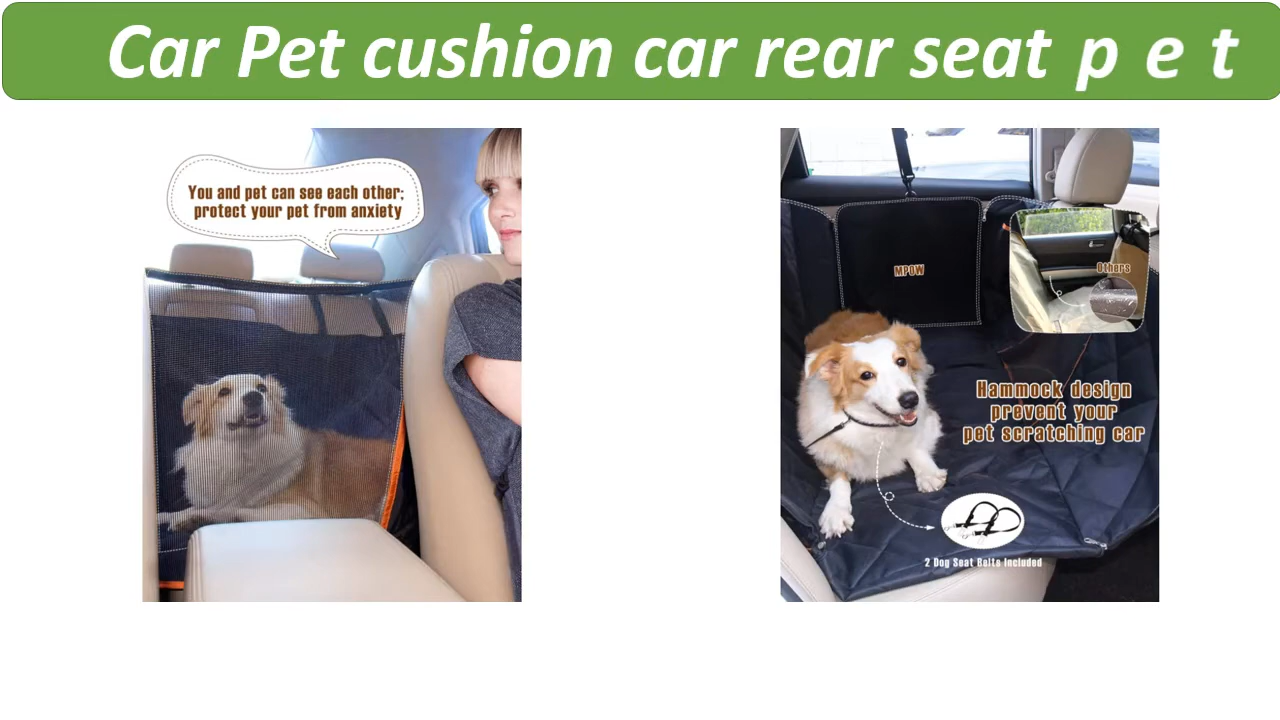 Car Pet cushion car rear seat p e t
You and pet can see each other;
protect your pet from anxiety
MPOW
Others
Hammock design
prevent your
pet scratching car
2 Dog Seat Belts Included